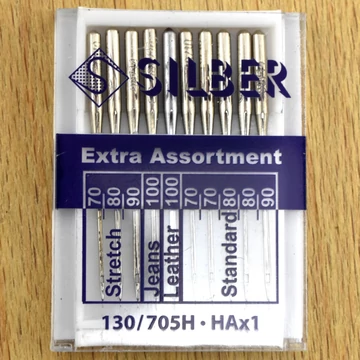 SILBER
Extra Assortment
70 80 90 100 100 70 70 80 80 90
Stretch Jeans Leather Standard
130/705H • HAx1